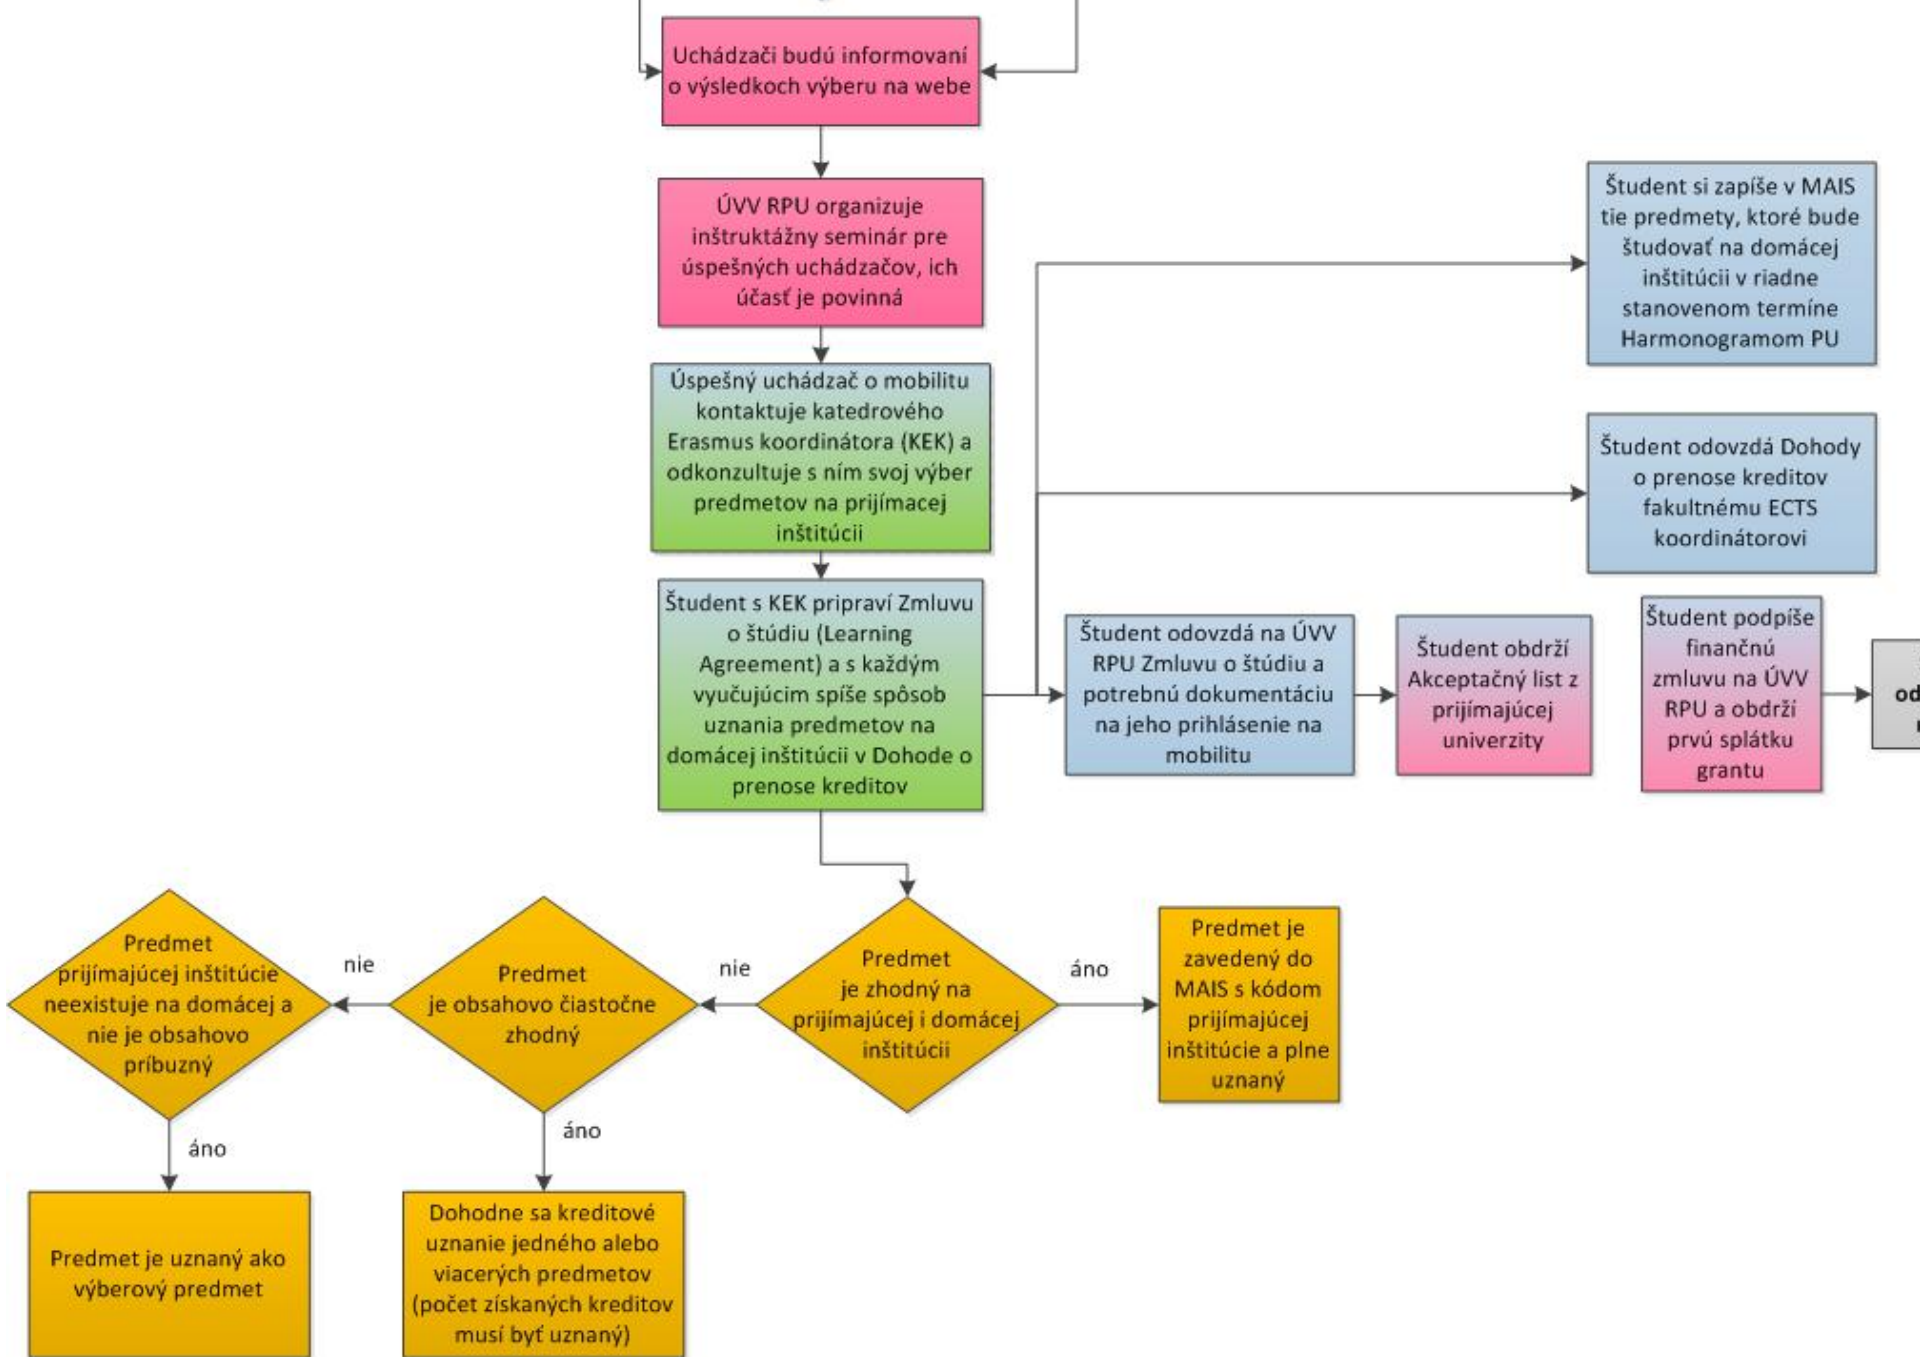 Uchádzači budú informovaní
o výsledkoch výberu na webe
ÚVV RPU organizuje
inštruktážny seminár pre
úspešných uchádzačov, ich
účasť je povinná
Úspešný uchádzač o mobilitu
kontaktuje katedrového
Erasmus koordinátora (KEK) a
odkonzultuje s ním svoj výber
predmetov na prijímacej
inštitúcii
Študent s KEK pripraví Zmluvu
o štúdiu (Learning
Agreement) a s každým
vyučujúcim spíše spôsob
uznania predmetov na
domácej inštitúcii v Dohode o
prenose kreditov
Študent si zapíše v MAIS
tie predmety, ktoré bude
študovať na domácej
inštitúcii v riadne
stanovenom termíne
Harmonogramom PU
Študent odovzdá Dohody
o prenose kreditov
fakultnému ECTS
koordinátorovi
Študent odovzdá na ÚVV
RPU Zmluvu o štúdiu a
potrebnú dokumentáciu
na jeho prihlásenie na
mobilitu
Študent obdrží
Akceptačný list z
prijímajúcej
univerzity
Študent podpíše
finančnú
zmluvu na ÚVV
RPU a obdrží
prvú splátku
grantu
Predmet
prijímajúcej inštitúcie
neexistuje na domácej a
nie je obsahovo
príbuzný
nie
Predmet
je obsahovo čiastočne
zhodný
nie
Predmet
je zhodný na
prijímajúcej i domácej
inštitúcii
áno
Predmet je
zavedený do
MAIS s kódom
prijímajúcej
inštitúcie a plne
uznaný
áno
áno
Predmet je uznaný ako
výberový predmet
Dohodne sa kreditové
uznanie jedného alebo
viacerých predmetov
(počet získaných kreditov
musí byť uznaný)